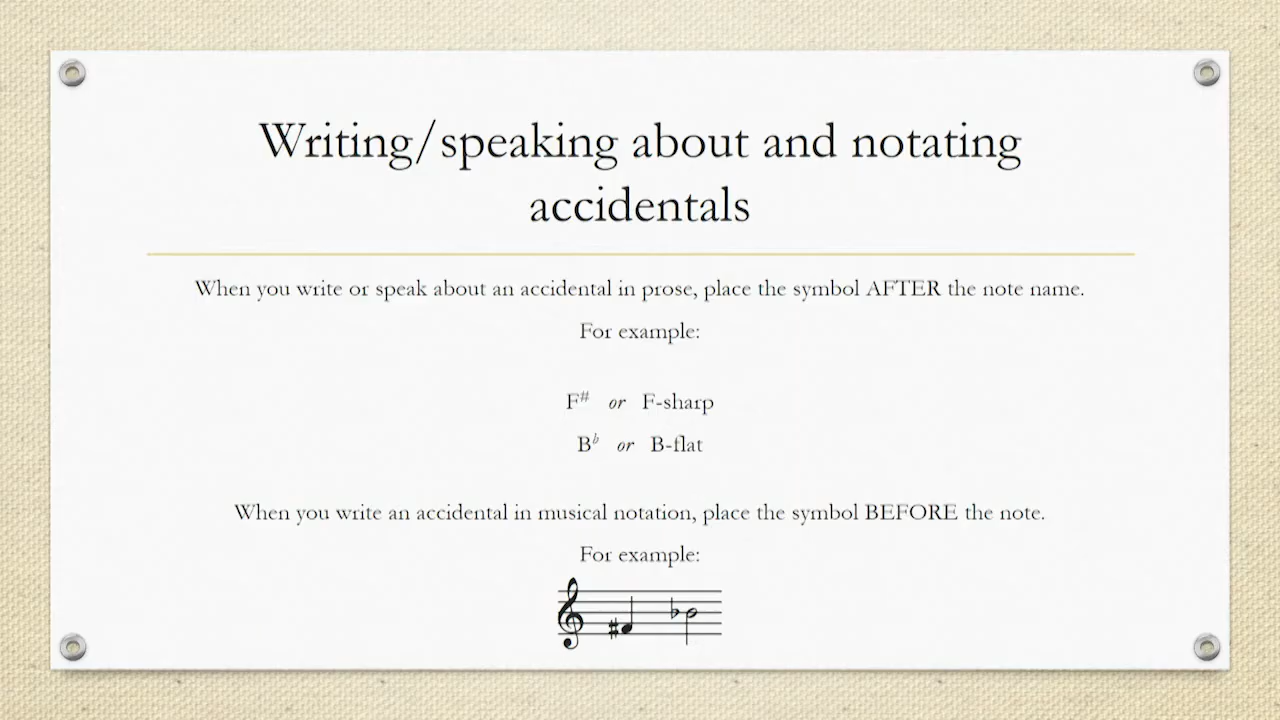 Writing/speaking about and notating
accidentals
When you write or speak about an accidental in prose, place the symbol AFTER the note name.
For example:
F# or F-sharp
Bb or B-flat
When you write an accidental in musical notation, place the symbol BEFORE the note.
For example: